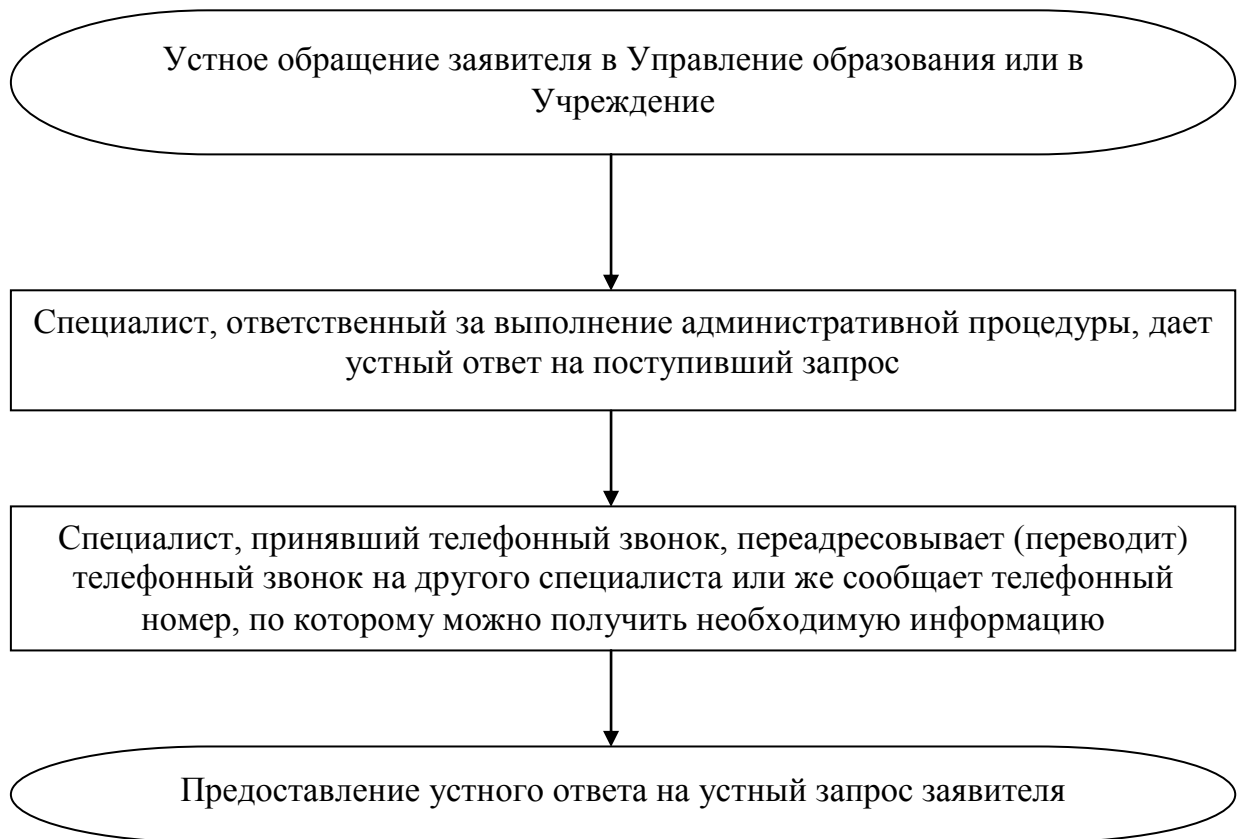 Устное обращение заявителя в Управление образования или в
Учреждение
Специалист, ответственный за выполнение административной процедуры, дает
устный ответ на поступивший запрос
Специалист, принявший телефонный звонок, переадресовывает (переводит)
телефонный звонок на другого специалиста или же сообщает телефонный
номер, по которому можно получить необходимую информацию
Предоставление устного ответа на устный запрос заявителя